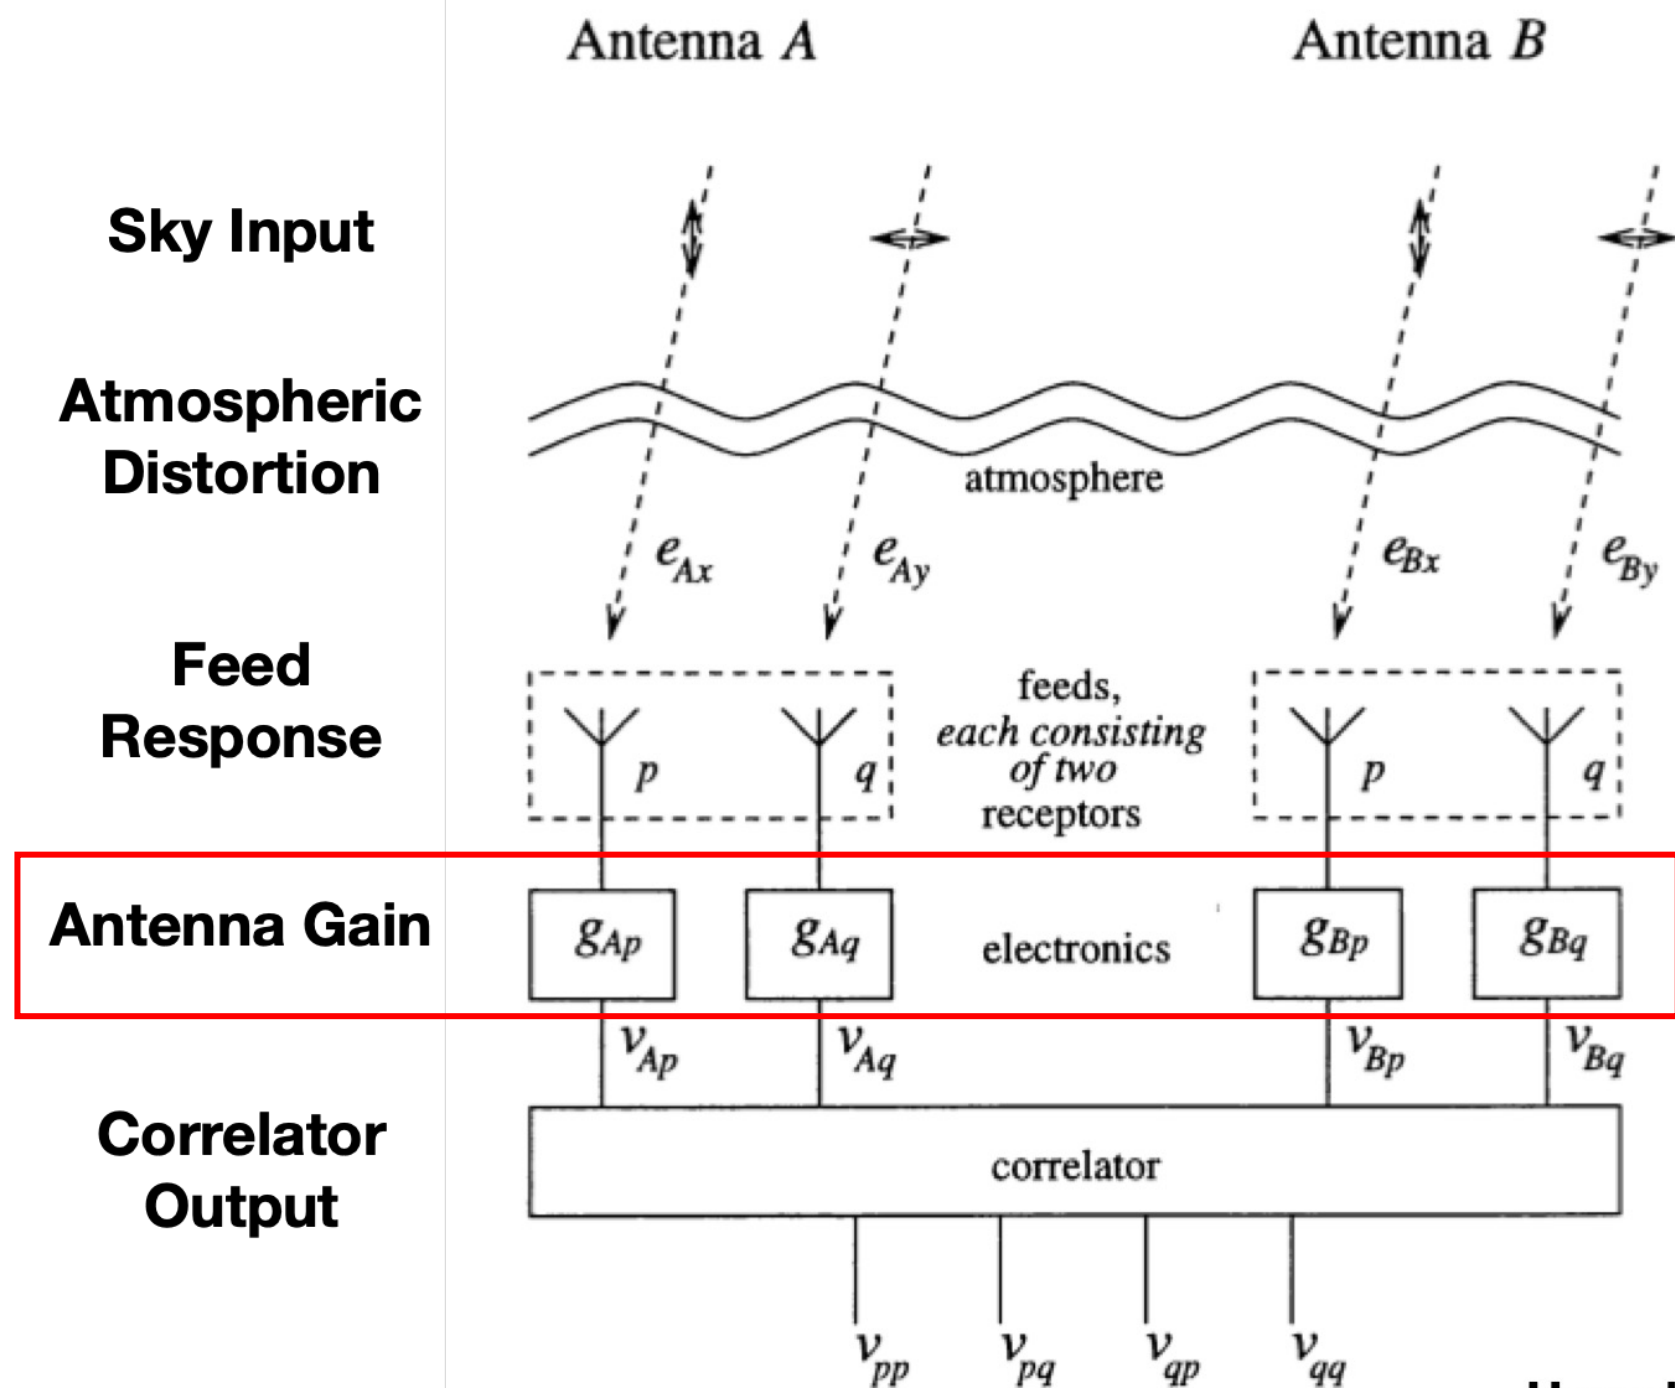 Antenna A
Antenna B
Sky Input
Atmospheric
Distortion
atmosphere
e_Ax
e_Ay
e_Bx
e_By
Feed
Response
feeds,
each consisting
of two
receptors
p
q
p
q
Antenna Gain
g_Ap
g_Aq
electronics
g_Bp
g_Bq
v_Ap
v_Aq
v_Bp
v_Bq
Correlator
Output
correlator
v_pp
v_pq
v_qp
v_qq